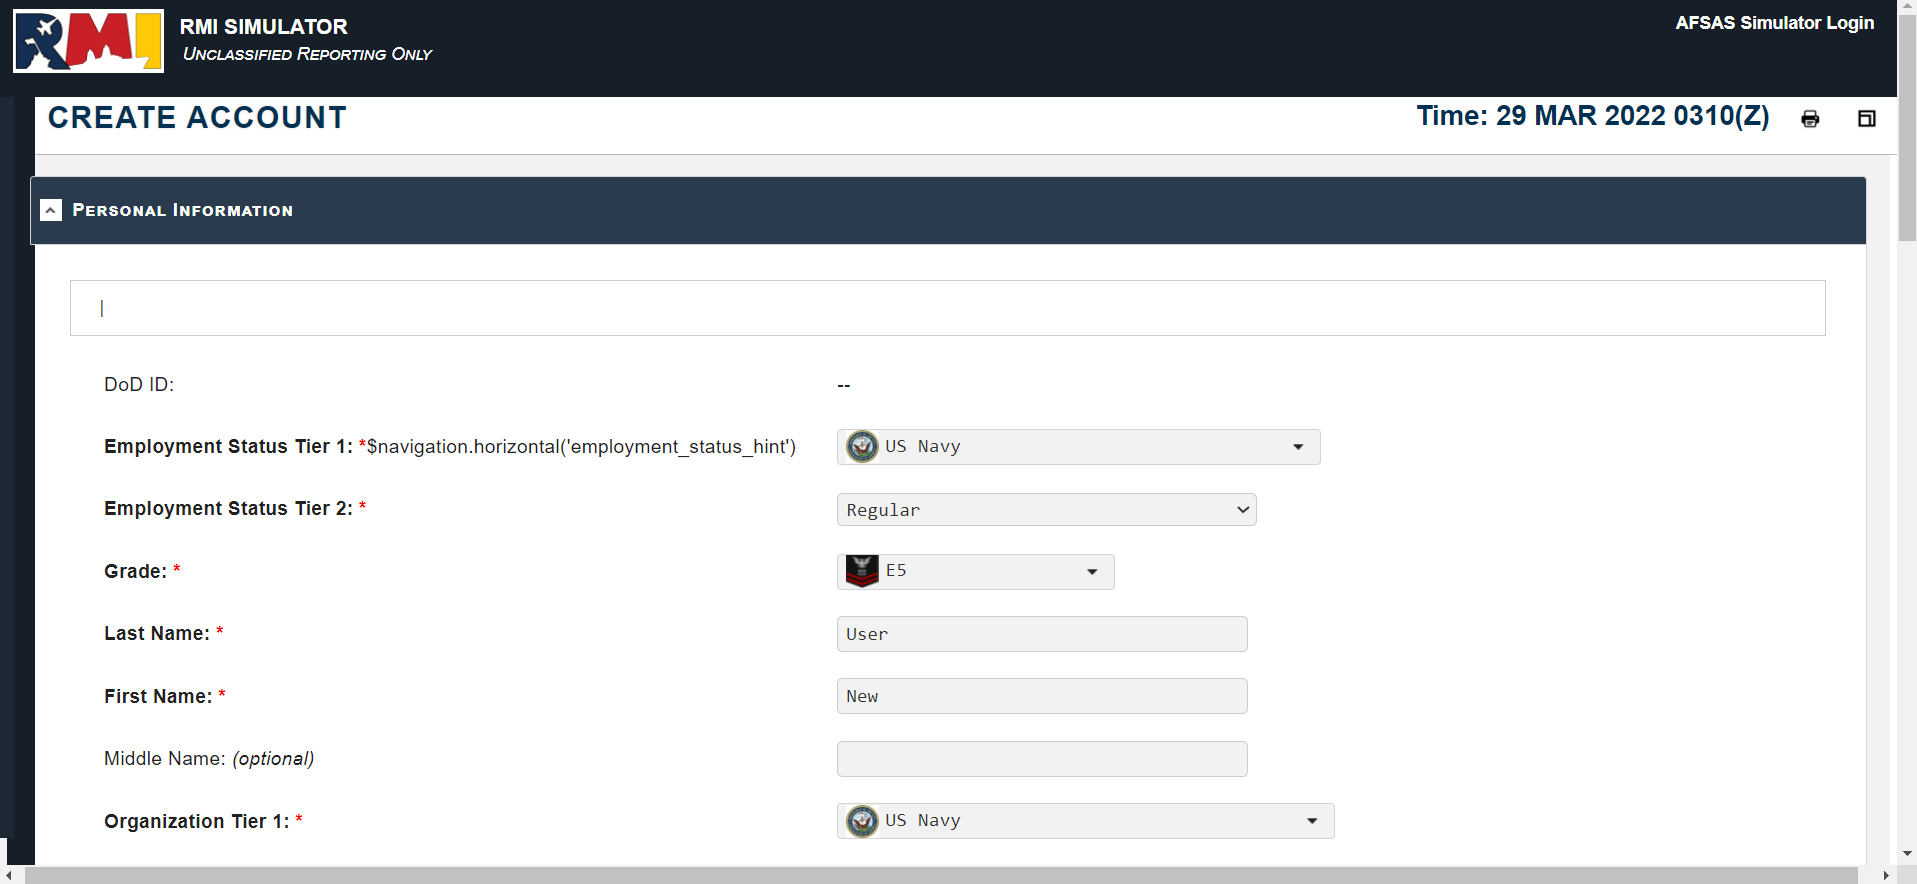 RMI
RMI SIMULATOR
UNCLASSIFIED REPORTING ONLY
AFSAS Simulator Login
CREATE ACCOUNT
Time: 29 MAR 2022 0310(Z)
PERSONAL INFORMATION
|
DoD ID: --
Employment Status Tier 1: *$navigation.horizontal('employment_status_hint') US Navy
Employment Status Tier 2: * Regular
Grade: * E5
Last Name: * User
First Name: * New
Middle Name: (optional)
Organization Tier 1: * US Navy